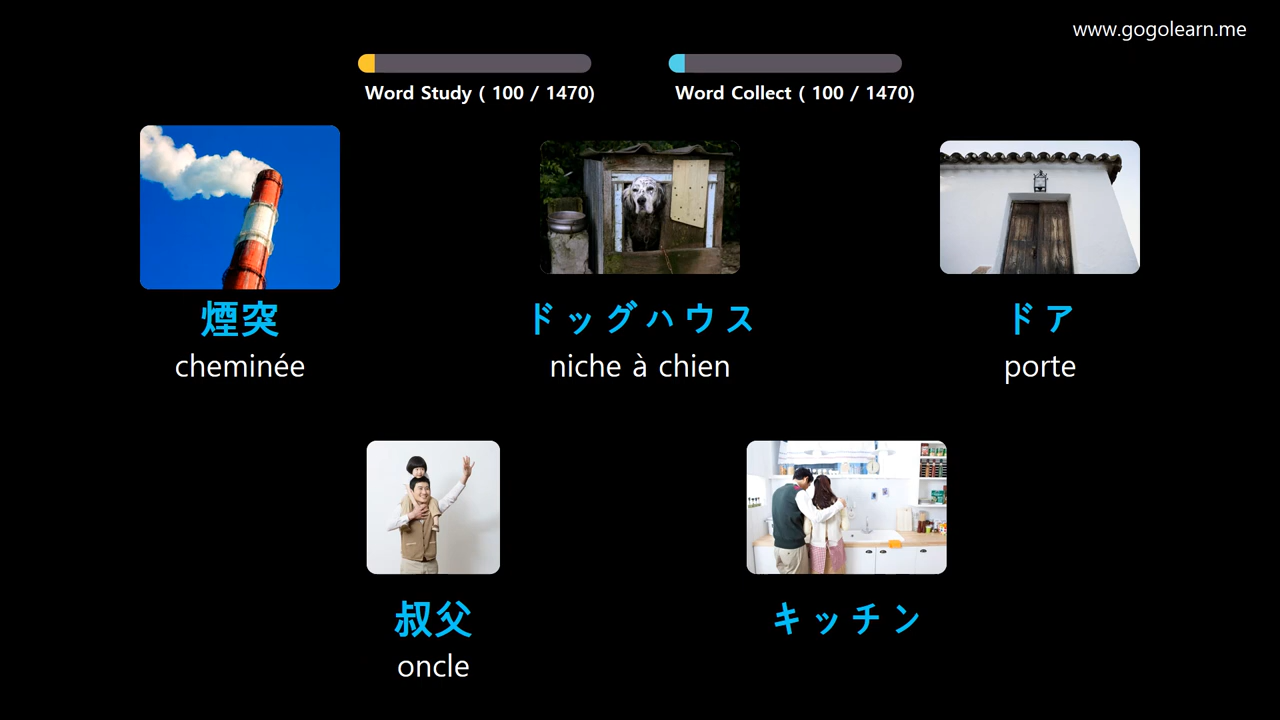 www.gogolearn.me
Word Study ( 100 / 1470)
Word Collect ( 100 / 1470)
煙突
cheminée
ドッグハウス
niche à chien
ドア
porte
叔父
oncle
キッチン